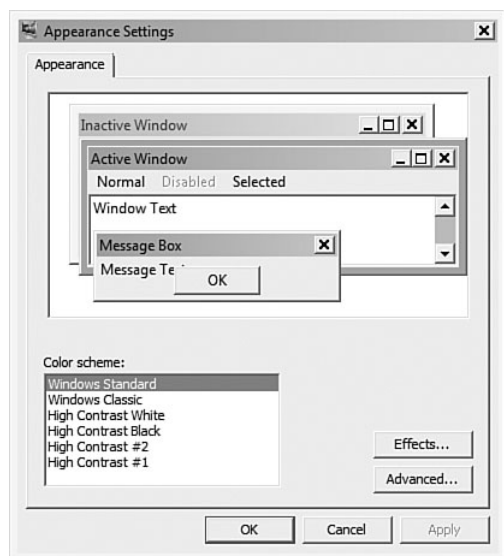 Appearance Settings
Appearance
Inactive Window
Active Window
Normal Disabled Selected
Window Text
Message Box
Message Te
OK
Color scheme:
Windows Standard
Windows Classic
High Contrast White
High Contrast Black
High Contrast #2
High Contrast #1
Effects...
Advanced...
OK Cancel Apply